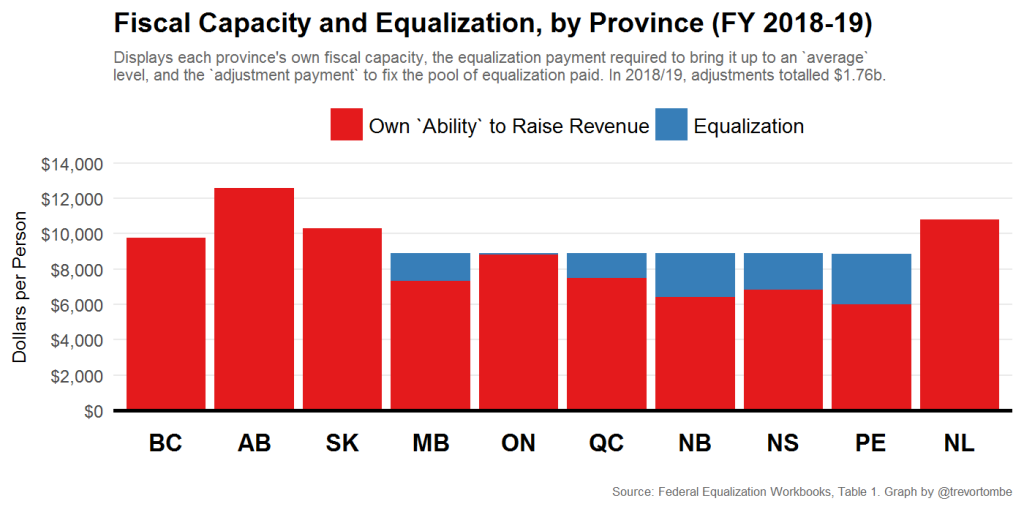 Fiscal Capacity and Equalization, by Province (FY 2018-19)
Displays each province's own fiscal capacity, the equalization payment required to bring it up to an `average`
level, and the `adjustment payment` to fix the pool of equalization paid. In 2018/19, adjustments totalled $1.76b.
Own `Ability` to Raise Revenue Equalization
Dollars per Person
$14,000
$12,000
$10,000
$8,000
$6,000
$4,000
$2,000
$0
BC AB SK MB ON QC NB NS PE NL
Source: Federal Equalization Workbooks, Table 1. Graph by @trevortombe